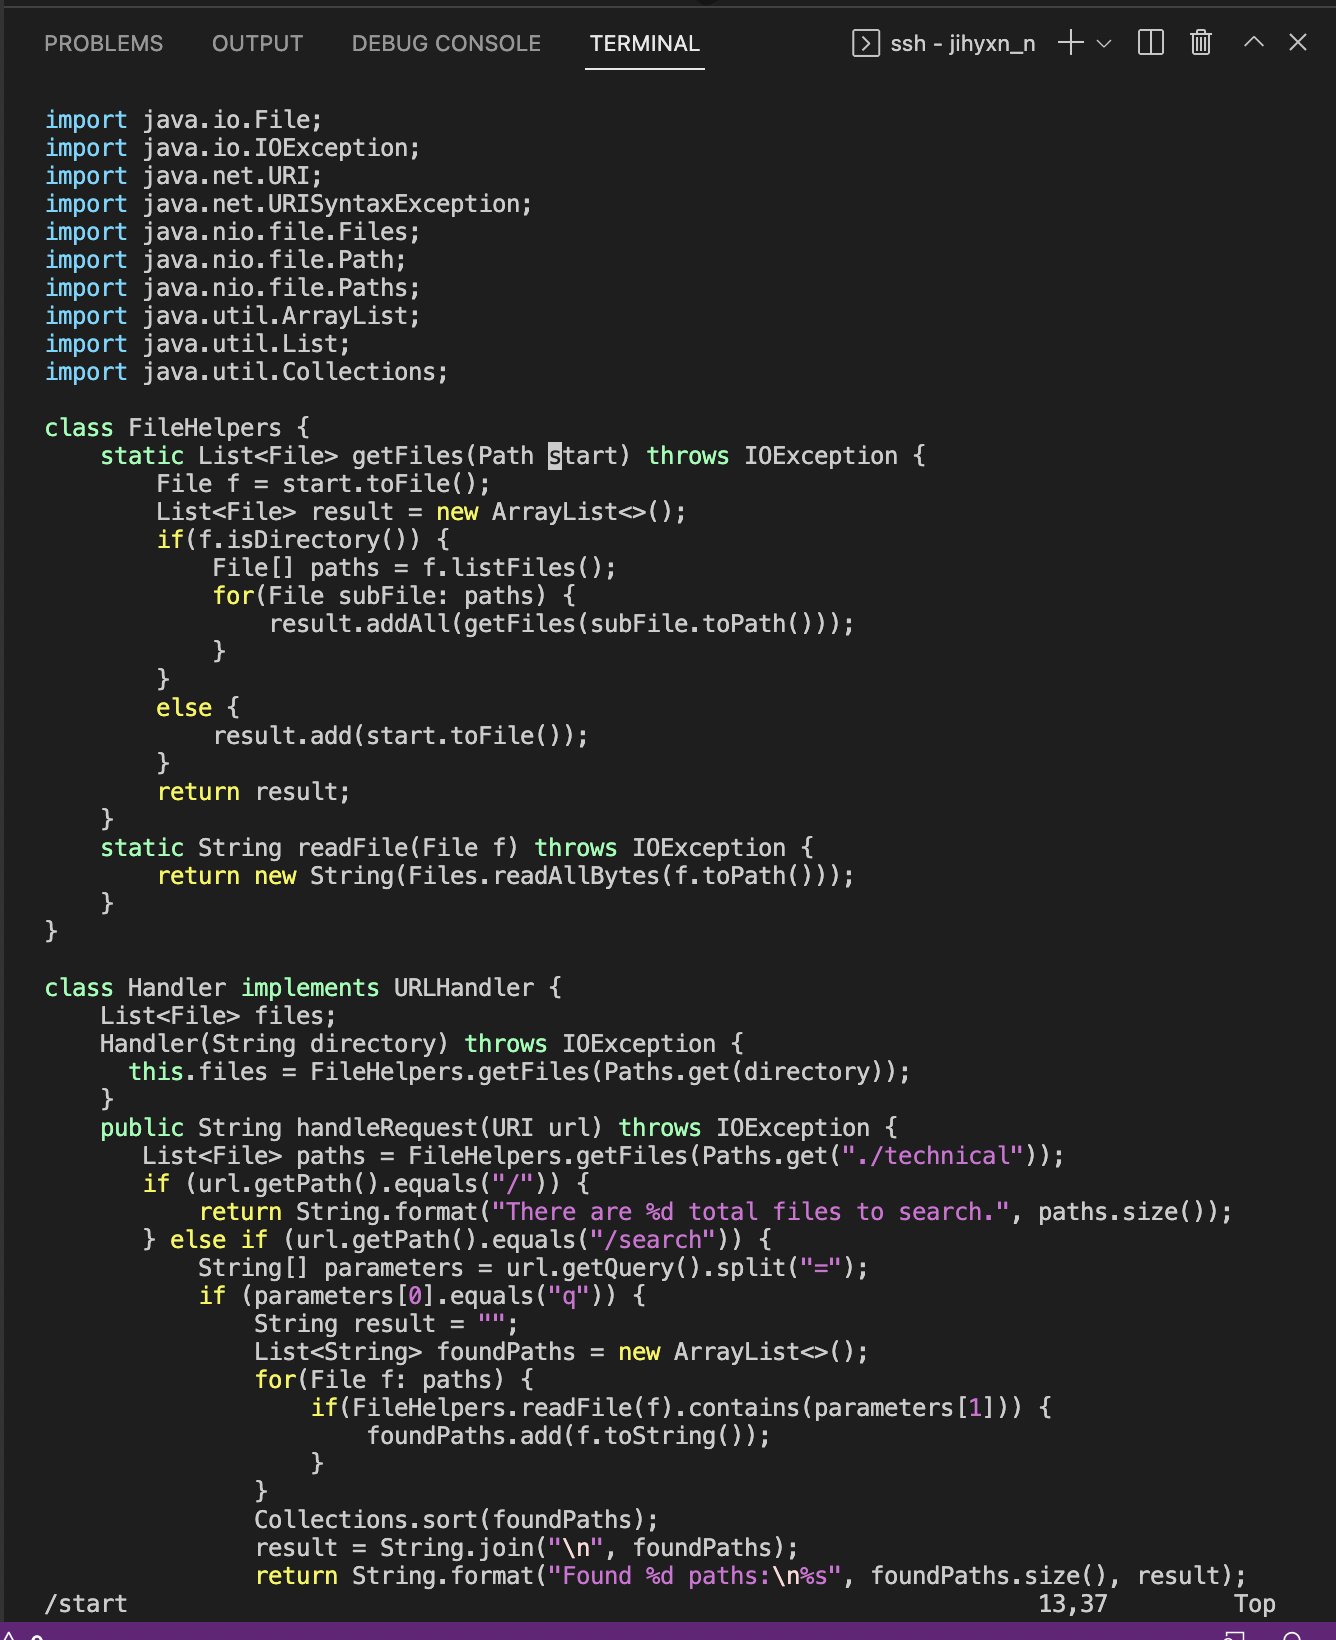 PROBLEMS OUTPUT DEBUG CONSOLE TERMINAL ssh - jihyxn_n
import java.io.File;
import java.io.IOException;
import java.net.URI;
import java.net.URISyntaxException;
import java.nio.file.Files;
import java.nio.file.Path;
import java.nio.file.Paths;
import java.util.ArrayList;
import java.util.List;
import java.util.Collections;

class FileHelpers {
    static List<File> getFiles(Path start) throws IOException {
        File f = start.toFile();
        List<File> result = new ArrayList<>();
        if(f.isDirectory()) {
            File[] paths = f.listFiles();
            for(File subFile: paths) {
                result.addAll(getFiles(subFile.toPath()));
            }
        }
        else {
            result.add(start.toFile());
        }
        return result;
    }
    static String readFile(File f) throws IOException {
        return new String(Files.readAllBytes(f.toPath()));
    }
}

class Handler implements URLHandler {
    List<File> files;
    Handler(String directory) throws IOException {
      this.files = FileHelpers.getFiles(Paths.get(directory));
    }
    public String handleRequest(URI url) throws IOException {
       List<File> paths = FileHelpers.getFiles(Paths.get("./technical"));
       if (url.getPath().equals("/")) {
           return String.format("There are %d total files to search.", paths.size());
       } else if (url.getPath().equals("/search")) {
           String[] parameters = url.getQuery().split("=");
           if (parameters[0].equals("q")) {
               String result = "";
               List<String> foundPaths = new ArrayList<>();
               for(File f: paths) {
                   if(FileHelpers.readFile(f).contains(parameters[1])) {
                       foundPaths.add(f.toString());
                   }
               }
               Collections.sort(foundPaths);
               result = String.join("\n", foundPaths);
               return String.format("Found %d paths:\n%s", foundPaths.size(), result);
/start 13,37 Top